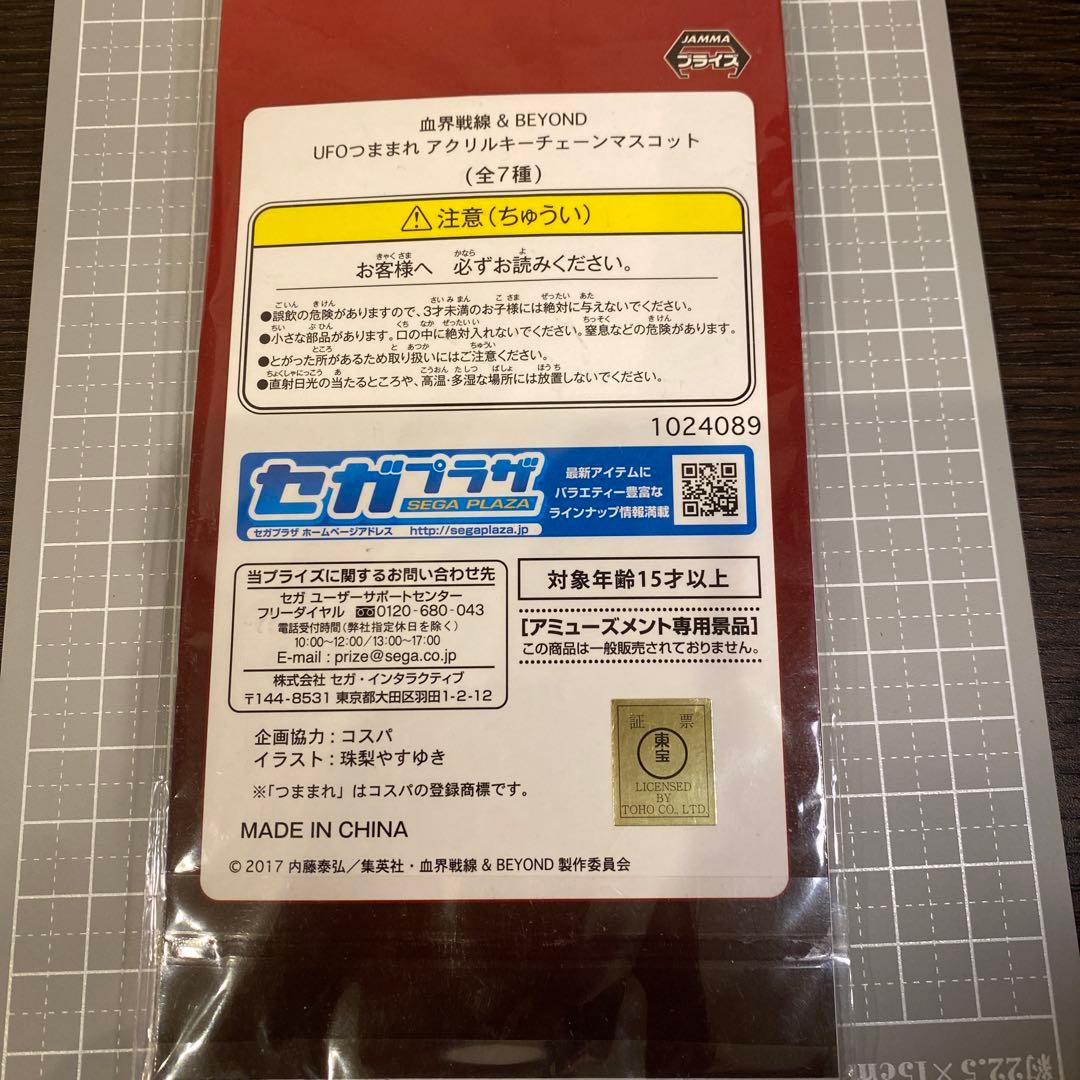 JAMMA
プライズ
血界戦線 & BEYOND
UFOつままれ アクリルキーチェーンマスコット
(全7種)
⚠注意(ちゅうい)
お客様へ 必ずお読みください。
●誤飲の危険がありますので、3才未満のお子様には絶対に与えないでください。
●小さな部品があります。口の中に絶対入れないでください。窒息などの危険があります。
●とがった所があるため取り扱いにはご注意ください。
●直射日光の当たるところや、高温・多湿な場所には放置しないでください。
1024089
セガプラザ
SEGA PLAZA
最新アイテムに
バラエティー豊富な
ラインナップ情報満載
セガプラザ ホームページアドレス http://segaplaza.jp
当プライズに関するお問い合わせ先
セガ ユーザーサポートセンター
フリーダイヤル 0120-680-043
電話受付時間(弊社指定休日を除く)
10:00〜12:00/13:00〜17:00
E-mail : prize@sega.co.jp
株式会社 セガ・インタラクティブ
〒144-8531 東京都大田区羽田1-2-12
対象年齢15才以上
[アミューズメント専用景品]
この商品は一般販売されておりません。
企画協力 : コスパ
イラスト : 珠梨やすゆき
※「つままれ」はコスパの登録商標です。
証 票
東宝
LICENSED
BY
TOHO CO., LTD.
MADE IN CHINA
© 2017 内藤泰弘/集英社・血界戦線 & BEYOND 製作委員会
約22.5×15cm